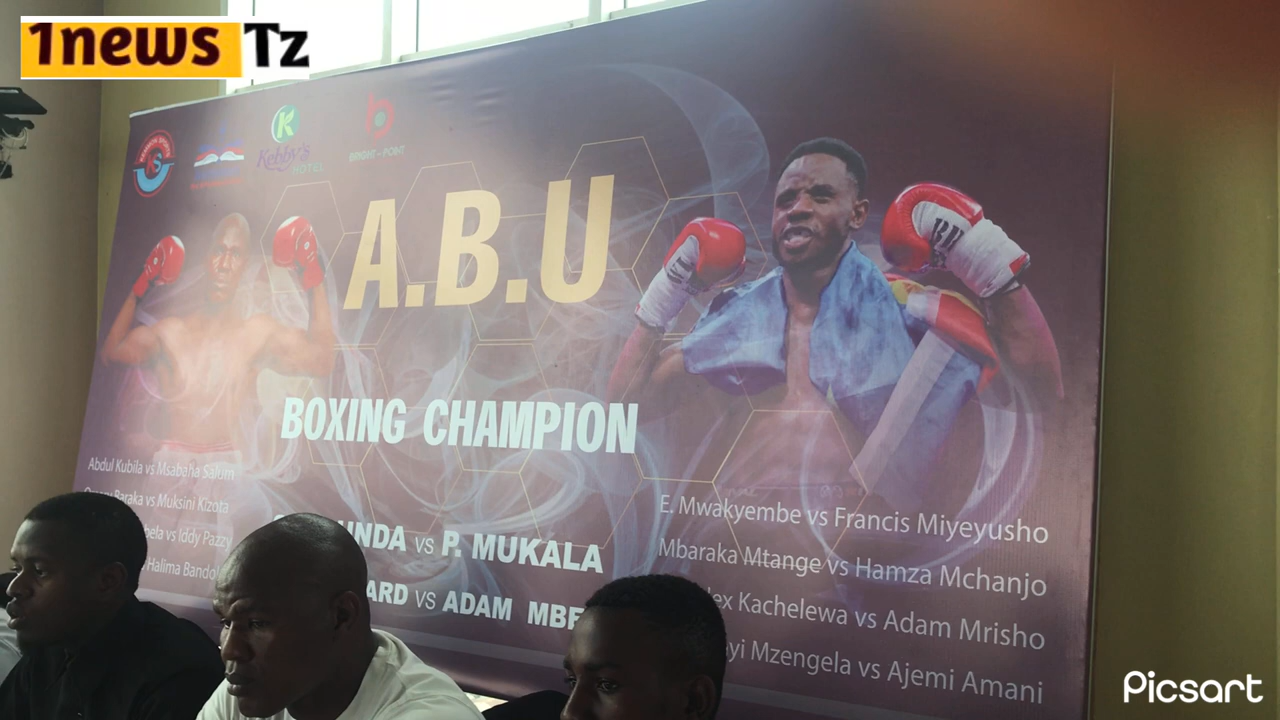 1news Tz
K
Kebby's
HOTEL
BRIGHT - POINT
A.B.U
BOXING CHAMPION
Abdul Kubila vs Msabaha Salum
Baraka vs Muksini Kizota
vs Iddy Pazzy
Halima
vs P. MUKALA
vs ADAM
E. Mwakyembe vs Francis Miyeyusho
Mbaraka Mtange vs Hamza Mchanjo
Kachelewa vs Adam Mrisho
Mzengela vs Ajemi Amani
Picsart